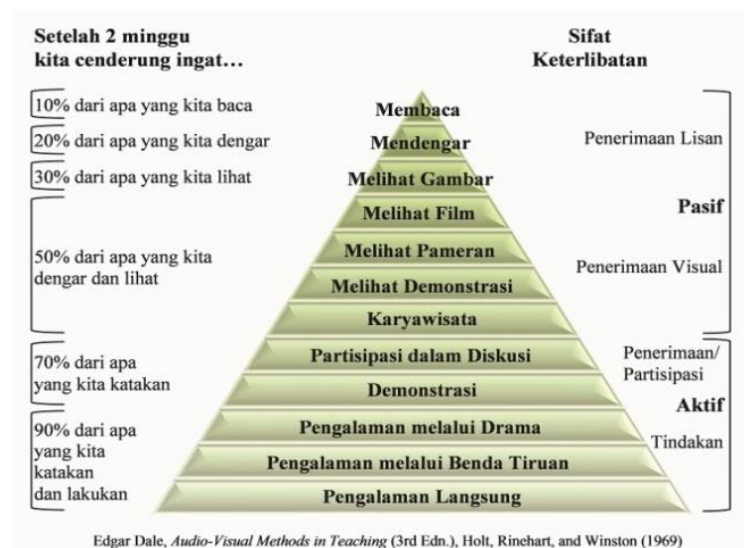 Setelah 2 minggu
kita cenderung ingat…
Sifat
Keterlibatan
10% dari apa yang kita baca
20% dari apa yang kita dengar
30% dari apa yang kita lihat
50% dari apa yang kita
dengar dan lihat
70% dari apa
yang kita katakan
90% dari apa
yang kita
katakan
dan lakukan
Membaca
Mendengar
Melihat Gambar
Melihat Film
Melihat Pameran
Melihat Demonstrasi
Karyawisata
Partisipasi dalam Diskusi
Demonstrasi
Pengalaman melalui Drama
Pengalaman melalui Benda Tiruan
Pengalaman Langsung
Penerimaan Lisan
Pasif
Penerimaan Visual
Penerimaan/
Partisipasi
Aktif
Tindakan
Edgar Dale, Audio-Visual Methods in Teaching (3rd Edn.), Holt, Rinehart, and Winston (1969)